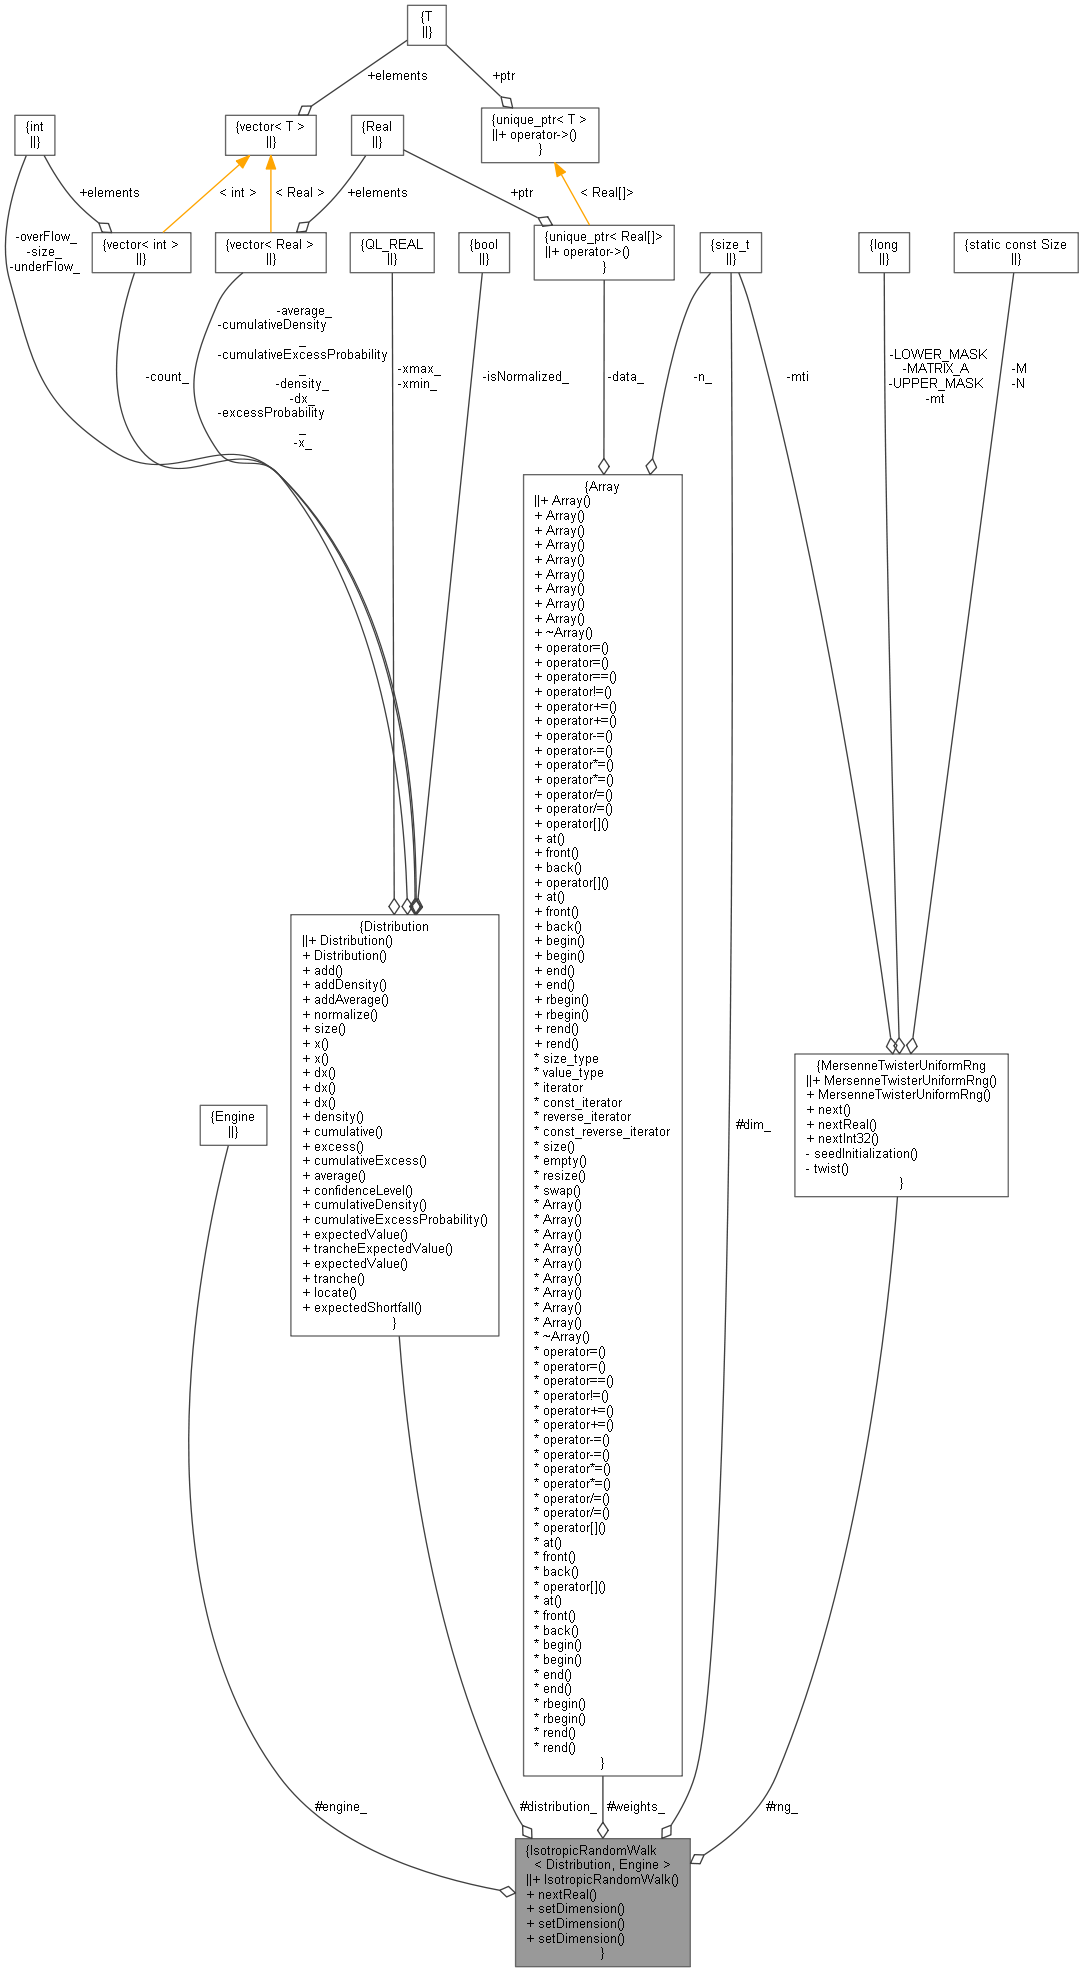 {T
||}
+elements
+ptr
{int
||}
{vector< T >
||}
{Real
||}
{unique_ptr< T >
||+ operator->()
}
+elements
< int >
< Real >
+elements
+ptr
< Real[]>
-overFlow_
-size_
-underFlow_
{vector< int >
||}
{vector< Real >
||}
{QL_REAL
||}
{bool
||}
{unique_ptr< Real[]>
||+ operator->()
}
{size_t
||}
{long
||}
{static const Size
||}
-count_
-average_
-cumulativeDensity
_
-cumulativeExcessProbability
_
-density_
-dx_
-excessProbability
_
-x_
-xmax_
-xmin_
-isNormalized_
-data_
-n_
-mti
-LOWER_MASK
-MATRIX_A
-UPPER_MASK
-mt
-M
-N
{Array
||+ Array()
+ Array()
+ Array()
+ Array()
+ Array()
+ Array()
+ Array()
+ Array()
+ Array()
+ ~Array()
+ operator=()
+ operator=()
+ operator==()
+ operator!=()
+ operator+=()
+ operator+=()
+ operator-=()
+ operator-=()
+ operator*=()
+ operator*=()
+ operator/=()
+ operator/=()
+ operator[]()
+ at()
+ front()
+ back()
+ operator[]()
+ at()
+ front()
+ back()
+ begin()
+ begin()
+ end()
+ end()
+ rbegin()
+ rbegin()
+ rend()
+ rend()
* size_type
* value_type
* iterator
* const_iterator
* reverse_iterator
* const_reverse_iterator
* size()
* empty()
* resize()
* swap()
* Array()
* Array()
* Array()
* Array()
* Array()
* Array()
* Array()
* Array()
* Array()
* ~Array()
* operator=()
* operator=()
* operator==()
* operator!=()
* operator+=()
* operator+=()
* operator-=()
* operator-=()
* operator*=()
* operator*=()
* operator/=()
* operator/=()
* operator[]()
* at()
* front()
* back()
* operator[]()
* at()
* front()
* back()
* begin()
* begin()
* end()
* end()
* rbegin()
* rbegin()
* rend()
* rend()
}
{Distribution
||+ Distribution()
+ Distribution()
+ add()
+ addDensity()
+ addAverage()
+ normalize()
+ size()
+ x()
+ x()
+ dx()
+ dx()
+ dx()
+ density()
+ cumulative()
+ excess()
+ cumulativeExcess()
+ average()
+ confidenceLevel()
+ cumulativeDensity()
+ cumulativeExcessProbability()
+ expectedValue()
+ trancheExpectedValue()
+ expectedValue()
+ tranche()
+ locate()
+ expectedShortfall()
}
{MersenneTwisterUniformRng
||+ MersenneTwisterUniformRng()
+ MersenneTwisterUniformRng()
+ next()
+ nextReal()
+ nextInt32()
- seedInitialization()
- twist()
}
{Engine
||}
#dim_
#engine_
#distribution_
#weights_
#rng_
{IsotropicRandomWalk
< Distribution, Engine >
||+ IsotropicRandomWalk()
+ nextReal()
+ setDimension()
+ setDimension()
+ setDimension()
}